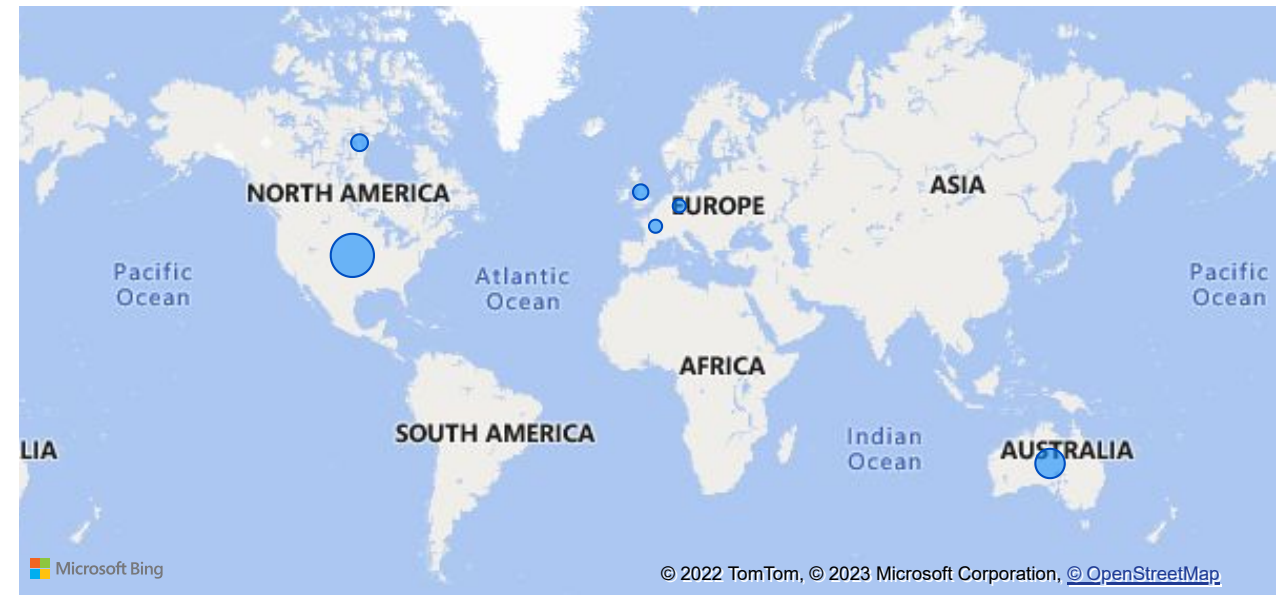 NORTH AMERICA
EUROPE
ASIA
Pacific
Ocean
Atlantic
Ocean
Pacific
Ocean
AFRICA
SOUTH AMERICA
Indian
Ocean
LIA
AUSTRALIA
Microsoft Bing
© 2022 TomTom, © 2023 Microsoft Corporation, © OpenStreetMap